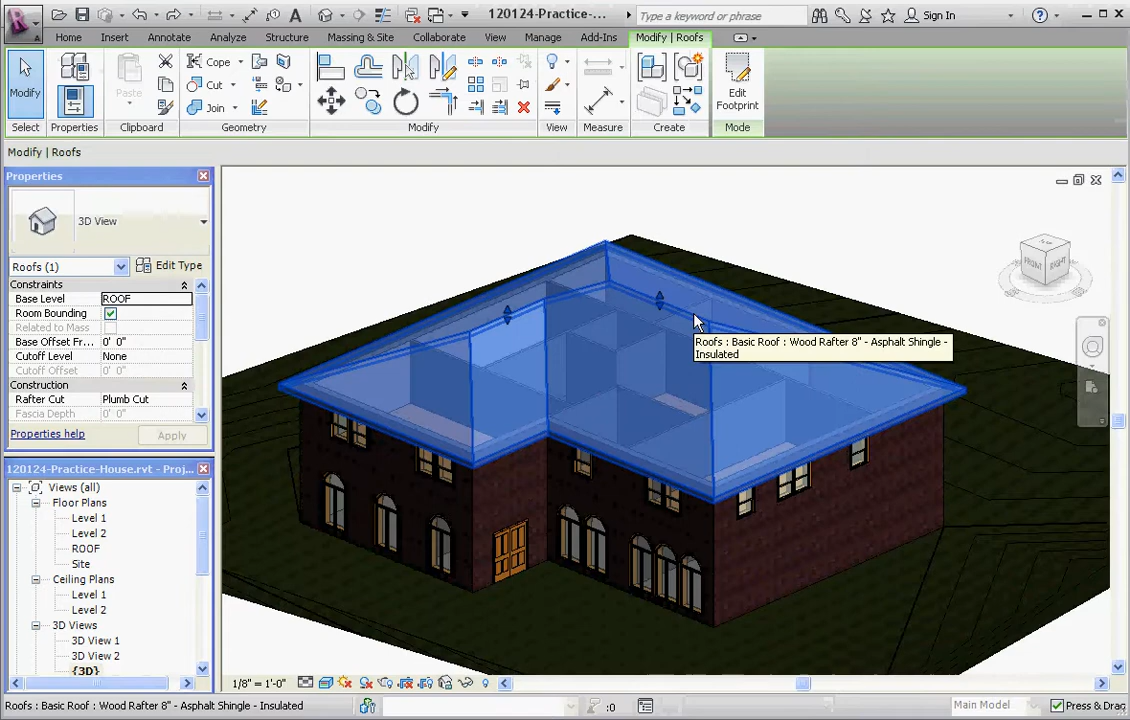 120124-Practice-...
Type a keyword or phrase
Sign In
Home
Insert
Annotate
Analyze
Structure
Massing & Site
Collaborate
View
Manage
Add-Ins
Modify | Roofs
Modify
Paste
Cope
Cut
Join
Edit
Footprint
Select
Properties
Clipboard
Geometry
Modify
View
Measure
Create
Mode
Modify | Roofs
Properties
3D View
Roofs (1)
Edit Type
Constraints
Base Level ROOF
Room Bounding
Related to Mass
Base Offset Fr... 0' 0"
Cutoff Level None
Cutoff Offset 0' 0"
Construction
Rafter Cut Plumb Cut
Fascia Depth 0' 0"
Properties help
Apply
120124-Practice-House.rvt - Proj...
Views (all)
Floor Plans
Level 1
Level 2
ROOF
Site
Ceiling Plans
Level 1
Level 2
3D Views
3D View 1
3D View 2
{3D}
FRONT
RIGHT
Roofs : Basic Roof : Wood Rafter 8" - Asphalt Shingle -
Insulated
1/8" = 1'-0"
Roofs : Basic Roof : Wood Rafter 8" - Asphalt Shingle - Insulated
:0
Main Model
Press & Drag